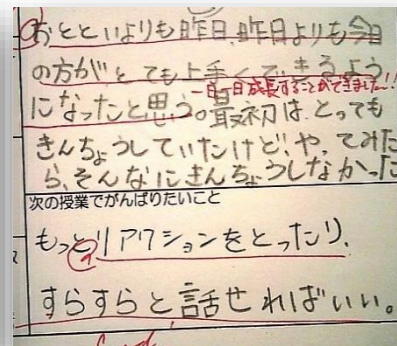 おとといよりも昨日、昨日よりも今日
の方がとても上手くできるよう
一日一日成長することができました!!
になったと思う。最初は、とっても
きんちょうしていたけど、やってみた
ら、そんなにきんちょうしなかった
次の授業でがんばりたいこと
もっとリアクションをとったり、
すらすらと話せればいい。